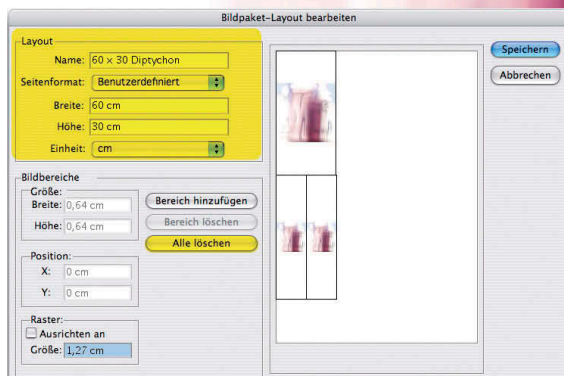 Bildpaket-Layout bearbeiten
Layout
Name: 60 × 30 Diptychon
Seitenformat: Benutzerdefiniert
Breite: 60 cm
Höhe: 30 cm
Einheit: cm
Speichern
Abbrechen
Bildbereiche
Größe:
Breite: 0,64 cm
Höhe: 0,64 cm
Bereich hinzufügen
Bereich löschen
Alle löschen
Position:
X: 0 cm
Y: 0 cm
Raster:
Ausrichten an
Größe: 1,27 cm